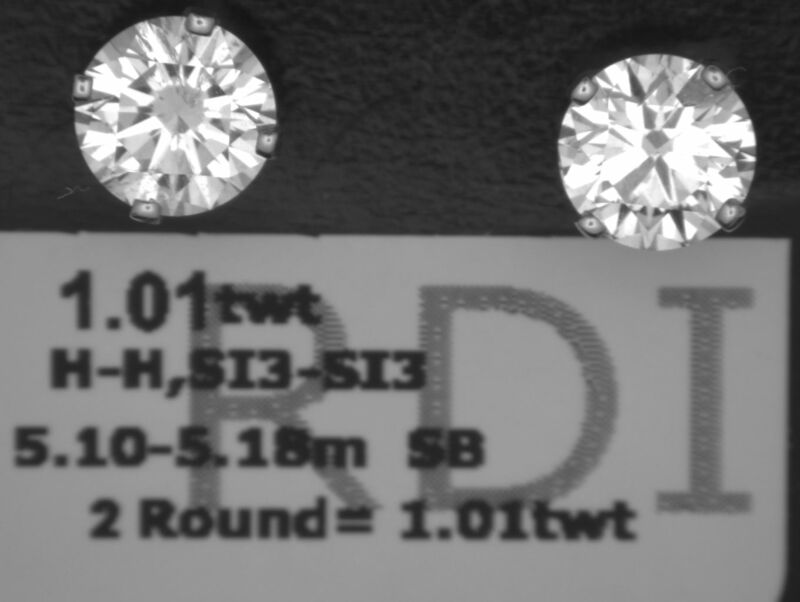 RDI
1.01twt
H-H,SI3-SI3
5.10-5.18m SB
2 Round= 1.01twt